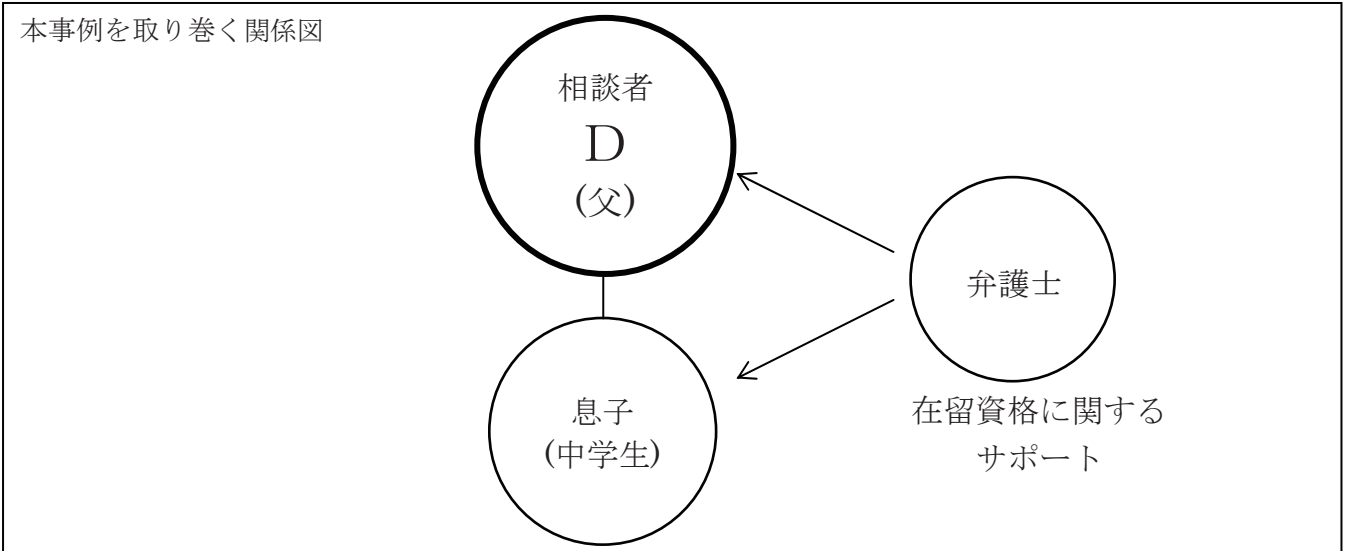 本事例を取り巻く関係図
相談者
D
(父)
弁護士
息子
(中学生)
在留資格に関する
サポート